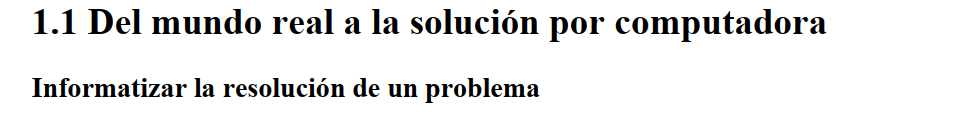 1.1 Del mundo real a la solución por computadora
Informatizar la resolución de un problema